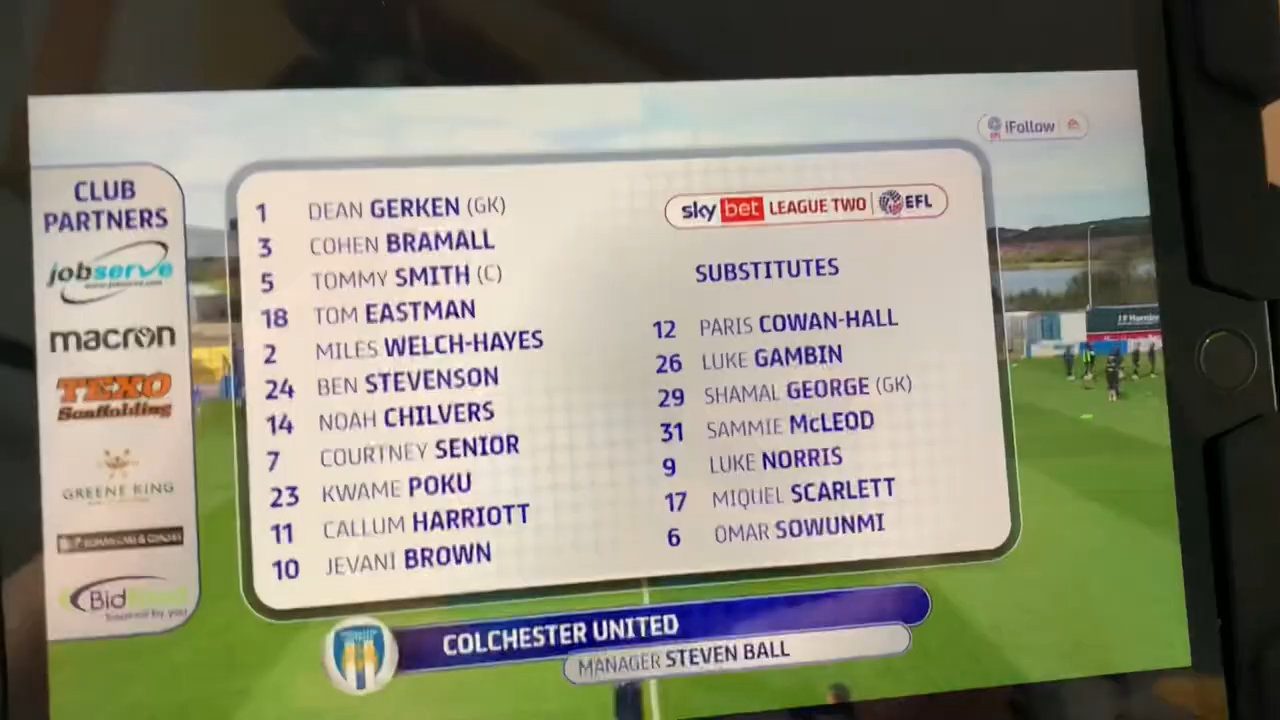 iFollow
CLUB
PARTNERS
jobserve
macron
TEXO
Scaffolding
GREENE KING
Bid
Powered by you
1 DEAN GERKEN (GK)
3 COHEN BRAMALL
5 TOMMY SMITH (C)
18 TOM EASTMAN
2 MILES WELCH-HAYES
24 BEN STEVENSON
14 NOAH CHILVERS
7 COURTNEY SENIOR
23 KWAME POKU
11 CALLUM HARRIOTT
10 JEVANI BROWN
sky bet LEAGUE TWO EFL
SUBSTITUTES
12 PARIS COWAN-HALL
26 LUKE GAMBIN
29 SHAMAL GEORGE (GK)
31 SAMMIE McLEOD
9 LUKE NORRIS
17 MIQUEL SCARLETT
6 OMAR SOWUNMI
COLCHESTER UNITED
MANAGER STEVEN BALL